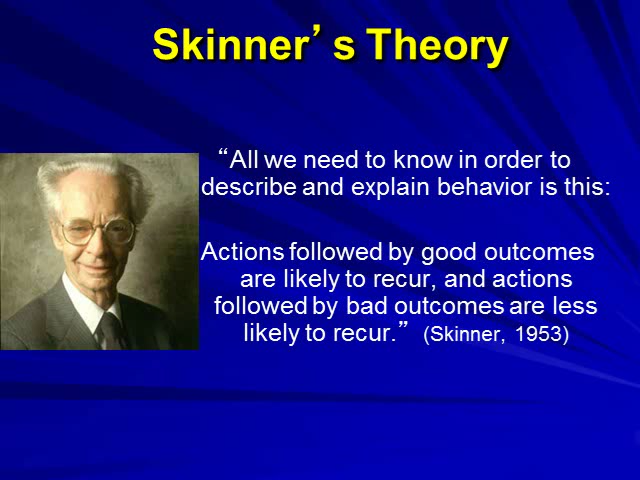 Skinner’s Theory
“All we need to know in order to
describe and explain behavior is this:
Actions followed by good outcomes
are likely to recur, and actions
followed by bad outcomes are less
likely to recur.” (Skinner, 1953)